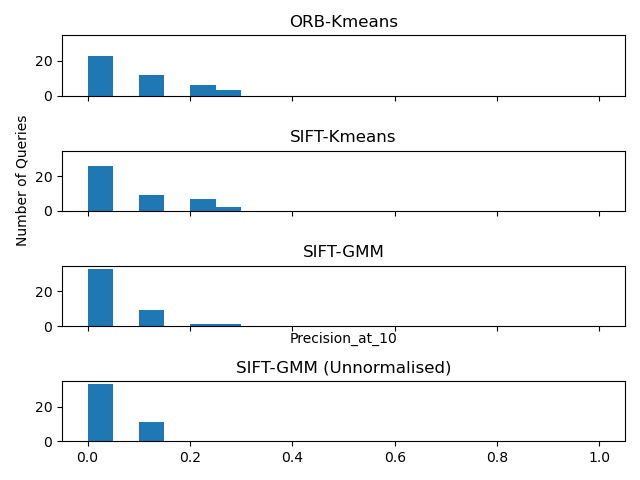 ORB-Kmeans
20
0
SIFT-Kmeans
20
0
Number of Queries
SIFT-GMM
20
0
Precision_at_10
SIFT-GMM (Unnormalised)
20
0
0.0 0.2 0.4 0.6 0.8 1.0